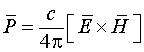 P̅ = c/4π [ E̅ × H̅ ]